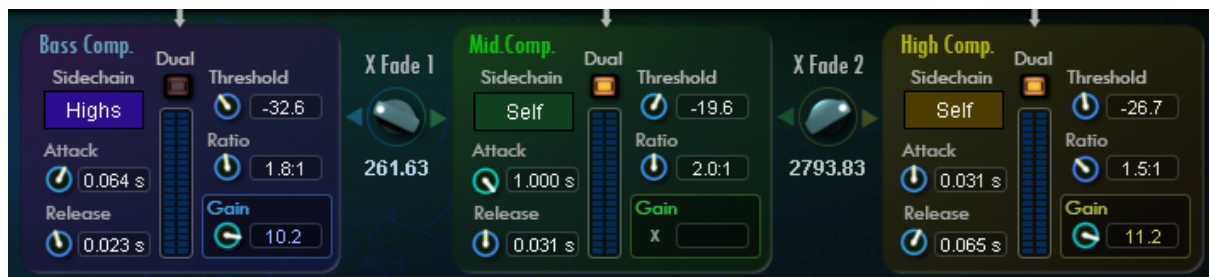 Bass Comp.
Sidechain
Highs
Dual
Threshold
-32.6
Ratio
1.8:1
Attack
0.064 s
Release
0.023 s
Gain
10.2
X Fade 1
261.63
Mid.Comp.
Sidechain
Self
Dual
Threshold
-19.6
Ratio
2.0:1
Attack
1.000 s
Release
0.031 s
Gain
X
X Fade 2
2793.83
High Comp.
Sidechain
Self
Dual
Threshold
-26.7
Ratio
1.5:1
Attack
0.031 s
Release
0.065 s
Gain
11.2